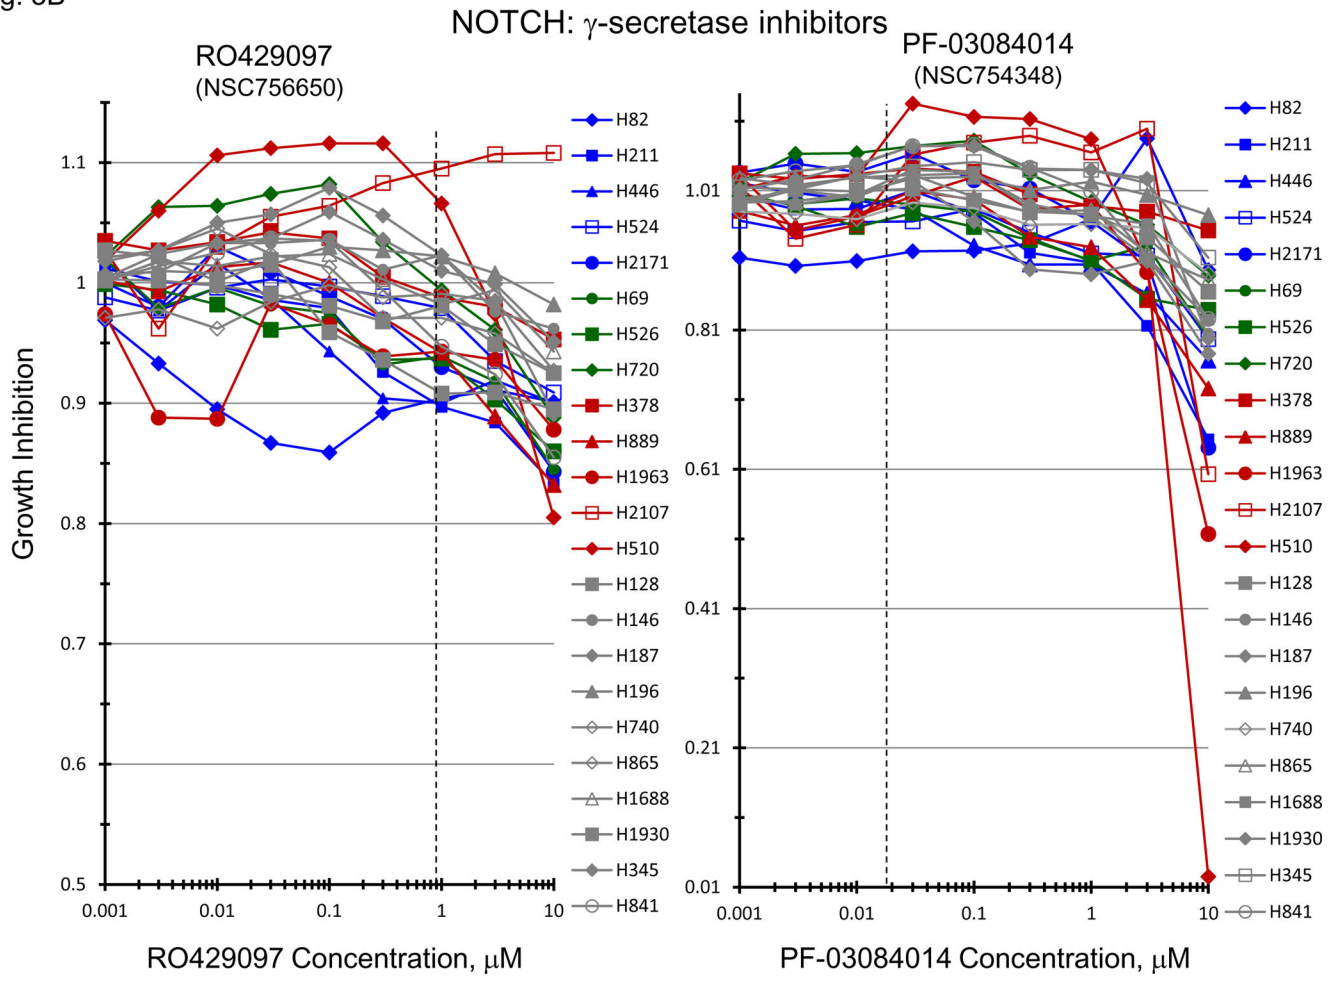 g. 6B
NOTCH: γ-secretase inhibitors
RO429097
(NSC756650)
Growth Inhibition
1.1
1
0.9
0.8
0.7
0.6
0.5
0.001
0.01
0.1
1
10
RO429097 Concentration, μM
H82
H211
H446
H524
H2171
H69
H526
H720
H378
H889
H1963
H2107
H510
H128
H146
H187
H196
H740
H865
H1688
H1930
H345
H841
PF-03084014
(NSC754348)
1.01
0.81
0.61
0.41
0.21
0.01
0.001
0.01
0.1
1
10
PF-03084014 Concentration, μM
H82
H211
H446
H524
H2171
H69
H526
H720
H378
H889
H1963
H2107
H510
H128
H146
H187
H196
H740
H865
H1688
H1930
H345
H841